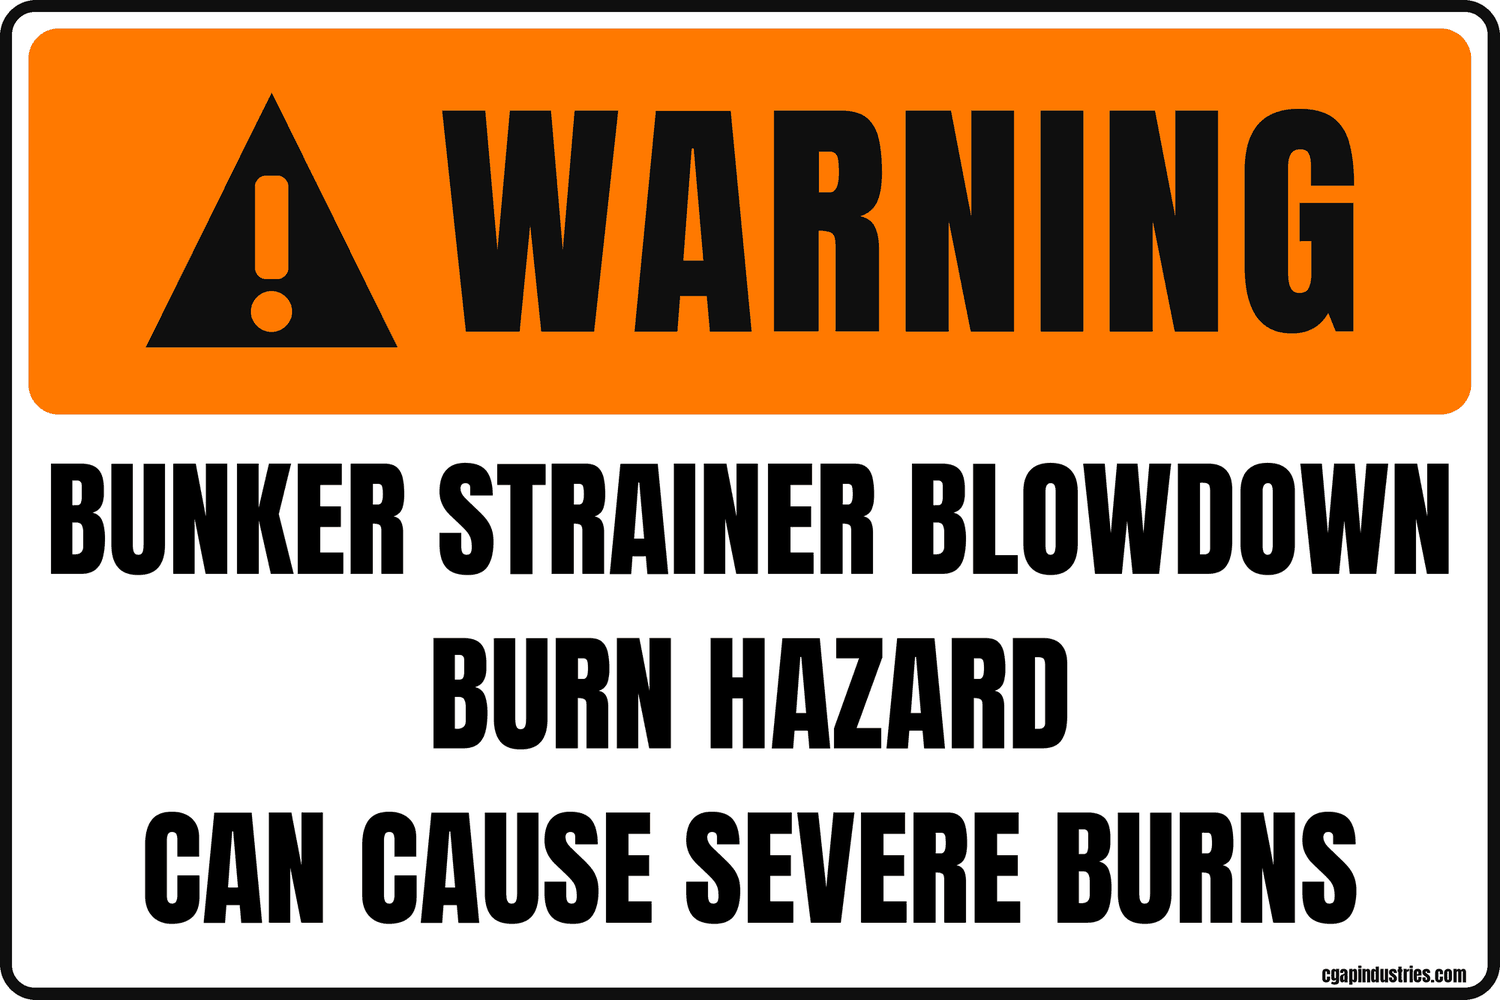 WARNING
BUNKER STRAINER BLOWDOWN
BURN HAZARD
CAN CAUSE SEVERE BURNS
cgapindustries.com